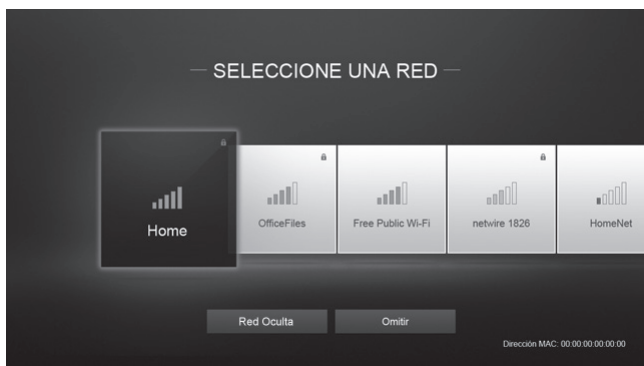 SELECCIONE UNA RED
Home
OfficeFiles
Free Public Wi-Fi
netwire 1826
HomeNet
Red Oculta
Omitir
Dirección MAC: 00:00:00:00:00:00